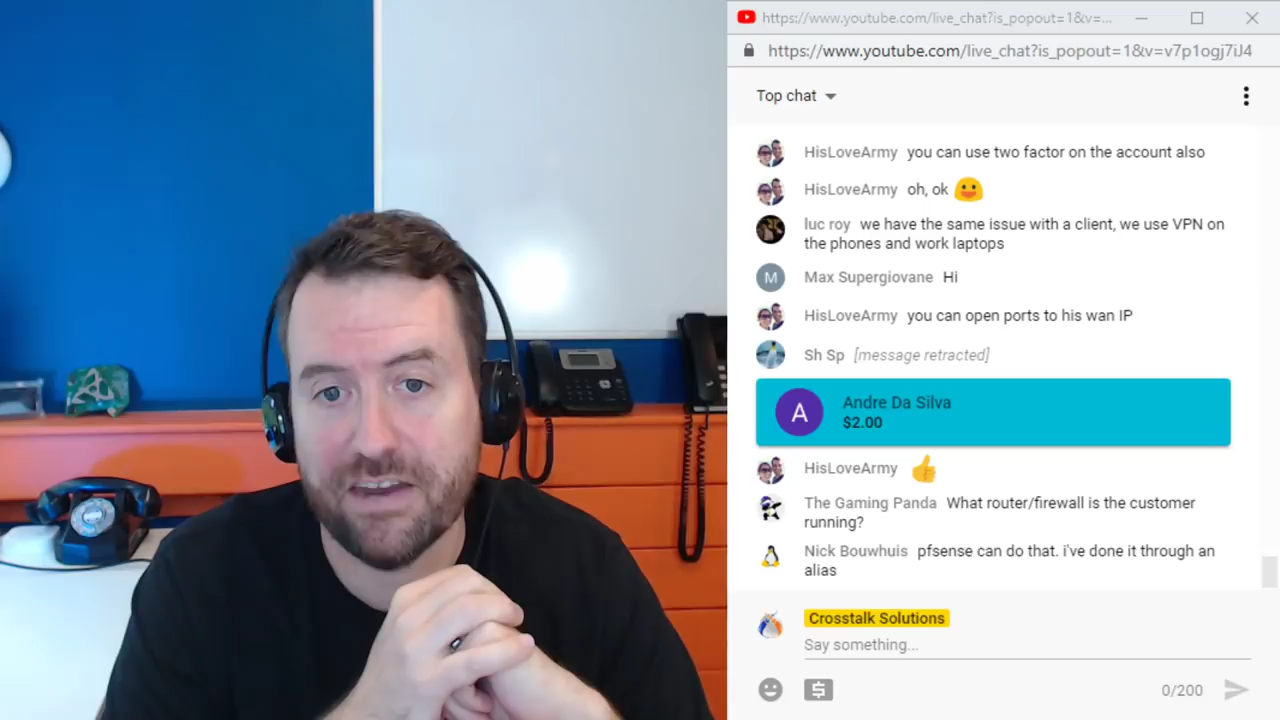 https://www.youtube.com/live_chat?is_popout=1&v=...
https://www.youtube.com/live_chat?is_popout=1&v=v7p1ogj7iJ4
Top chat
HisLoveArmy you can use two factor on the account also
HisLoveArmy oh, ok
luc roy we have the same issue with a client, we use VPN on
the phones and work laptops
M
Max Supergiovane Hi
HisLoveArmy you can open ports to his wan IP
Sh Sp [message retracted]
A
Andre Da Silva
$2.00
HisLoveArmy
The Gaming Panda What router/firewall is the customer
running?
Nick Bouwhuis pfsense can do that. i've done it through an
alias
Crosstalk Solutions
Say something...
0/200